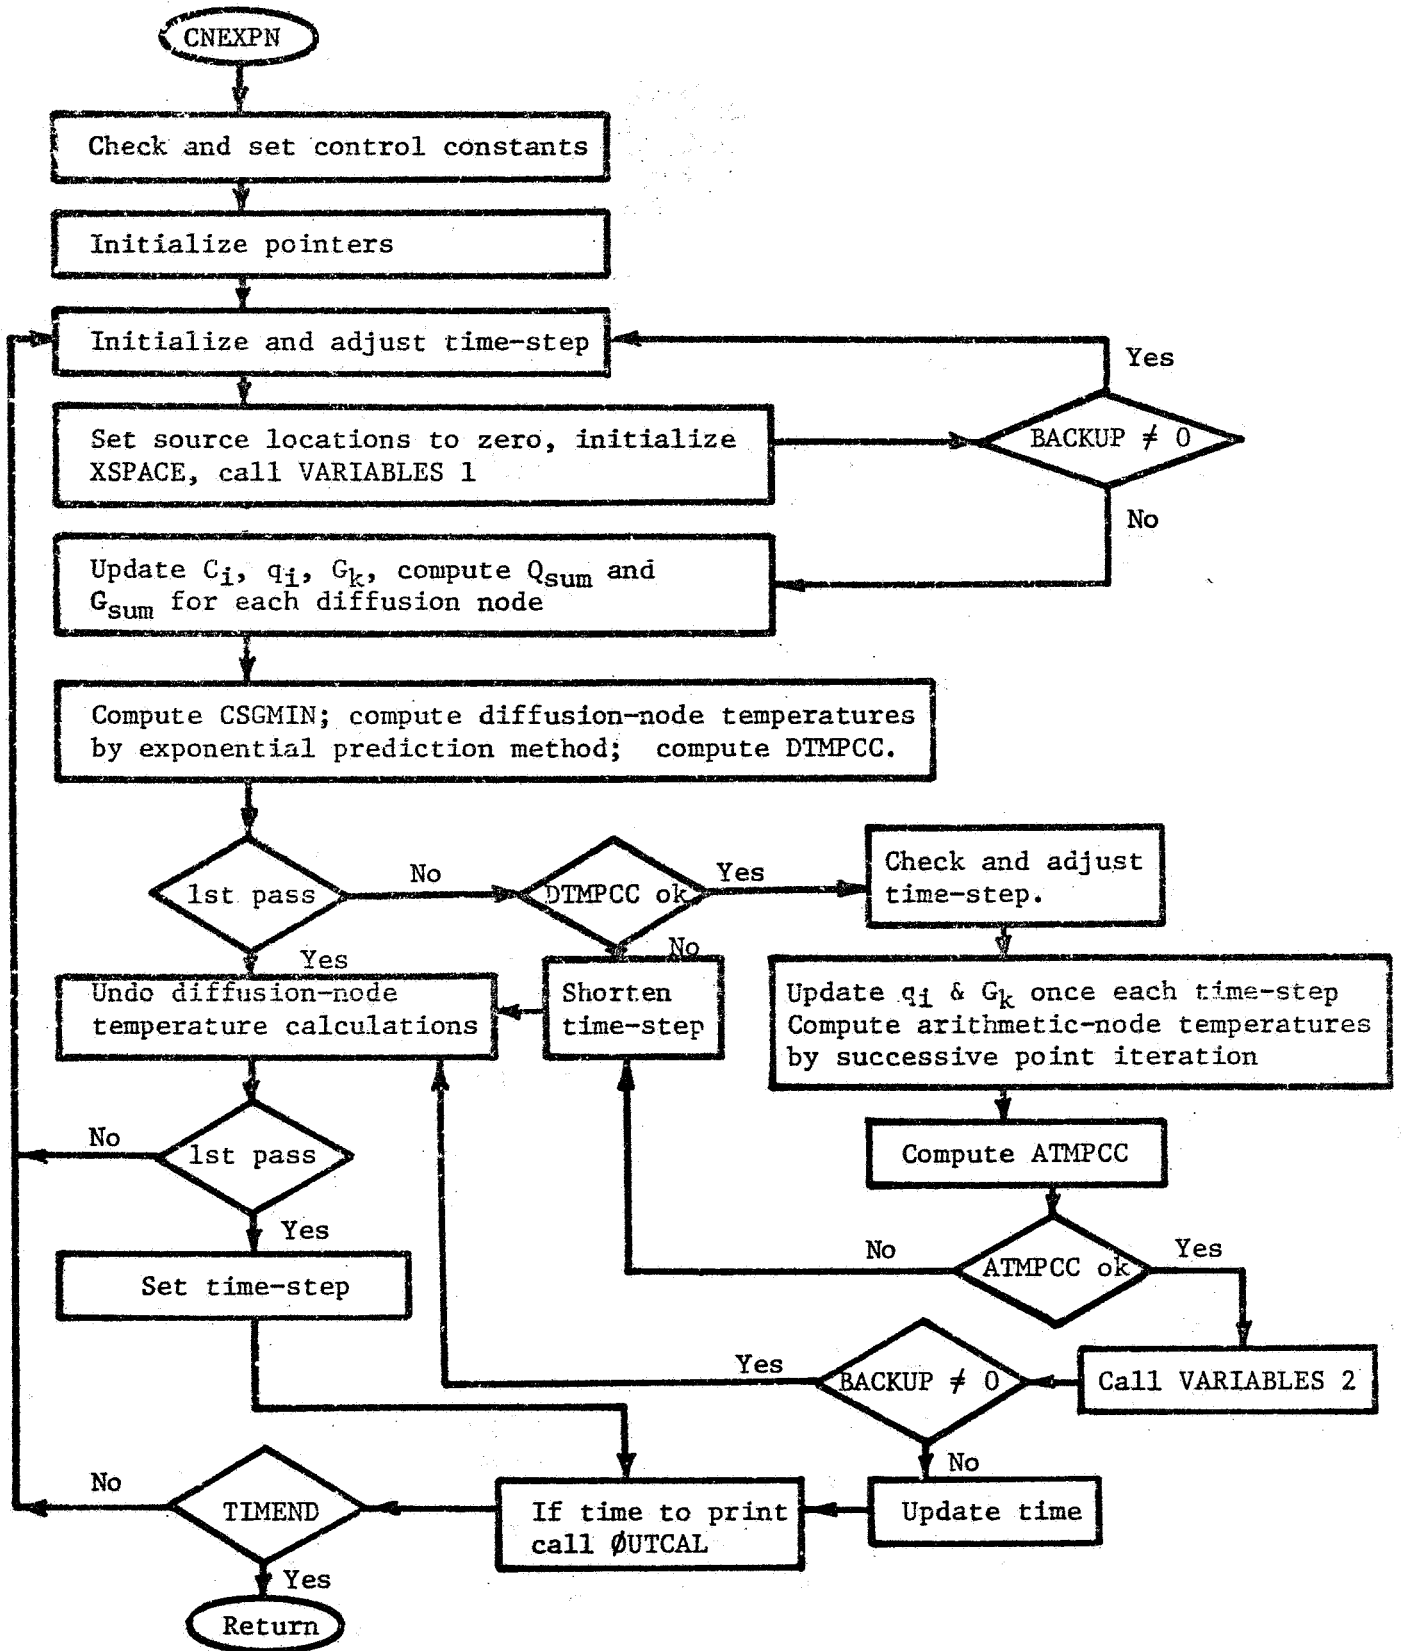 CNEXPN
Check and set control constants
Initialize pointers
Initialize and adjust time-step
Yes
Set source locations to zero, initialize
XSPACE, call VARIABLES 1
BACKUP ≠ 0
No
Update Ci, qi, Gk, compute Qsum and
Gsum for each diffusion node
Compute CSGMIN; compute diffusion-node temperatures
by exponential prediction method; compute DTMPCC.
1st pass
No
DTMPCC ok
Yes
Check and adjust
time-step.
Yes
No
Undo diffusion-node
temperature calculations
Shorten
time-step
Update qi & Gk once each time-step
Compute arithmetic-node temperatures
by successive point iteration
No
1st pass
Compute ATMPCC
Yes
No
ATMPCC ok
Yes
Set time-step
Yes
BACKUP ≠ 0
Call VARIABLES 2
No
No
TIMEND
If time to print
call ØUTCAL
Update time
Yes
Return